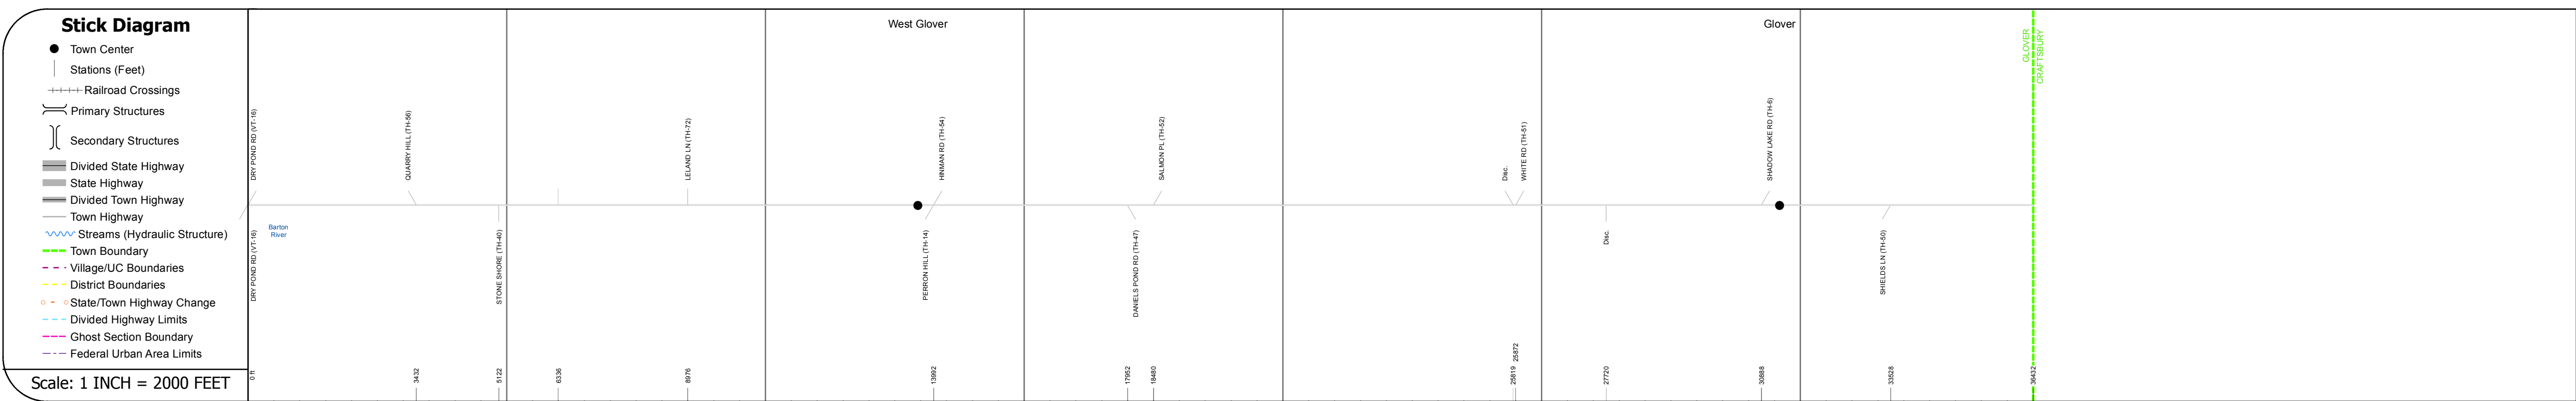 Stick Diagram
Town Center
Stations (Feet)
Railroad Crossings
Primary Structures
Secondary Structures
Divided State Highway
State Highway
Divided Town Highway
Town Highway
Streams (Hydraulic Structure)
Town Boundary
Village/UC Boundaries
District Boundaries
State/Town Highway Change
Divided Highway Limits
Ghost Section Boundary
Federal Urban Area Limits
Scale: 1 INCH = 2000 FEET
West Glover
Glover
GLOVER
CRAFTSBURY
DRY POND RD (VT-16)
QUARRY HILL (TH-56)
LELAND LN (TH-72)
HINMAN RD (TH-54)
SALMON PL (TH-52)
Disc.
WHITE RD (TH-51)
SHADOW LAKE RD (TH-6)
Barton
River
DRY POND RD (VT-16)
STONE SHORE (TH-40)
PERRON HILL (TH-14)
DANIELS POND RD (TH-47)
Disc.
SHIELDS LN (TH-50)
0 ft
3432
5122
6336
8976
13992
17952
18480
25819
25872
27720
30888
33528
36432